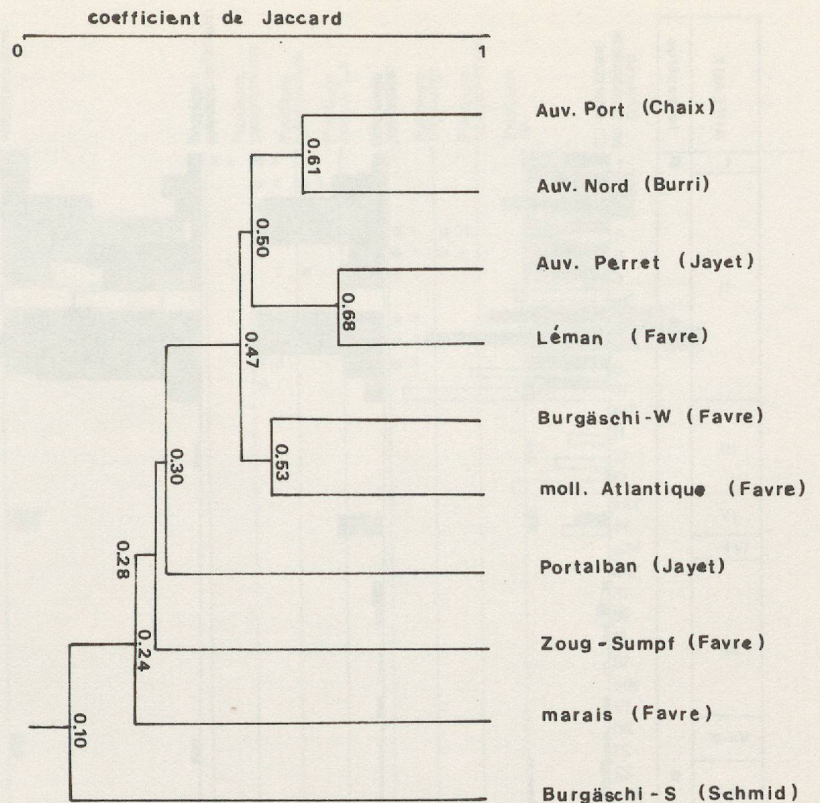 coefficient de Jaccard
0 1
Auv. Port (Chaix)
0.61
Auv. Nord (Burri)
0.50
Auv. Perret (Jayet)
0.68
Léman (Favre)
0.47
Burgäschi-W (Favre)
0.53
moll. Atlantique (Favre)
0.30
Portalban (Jayet)
0.28
Zoug-Sumpf (Favre)
0.24
marais (Favre)
0.10
Burgäschi-S (Schmid)